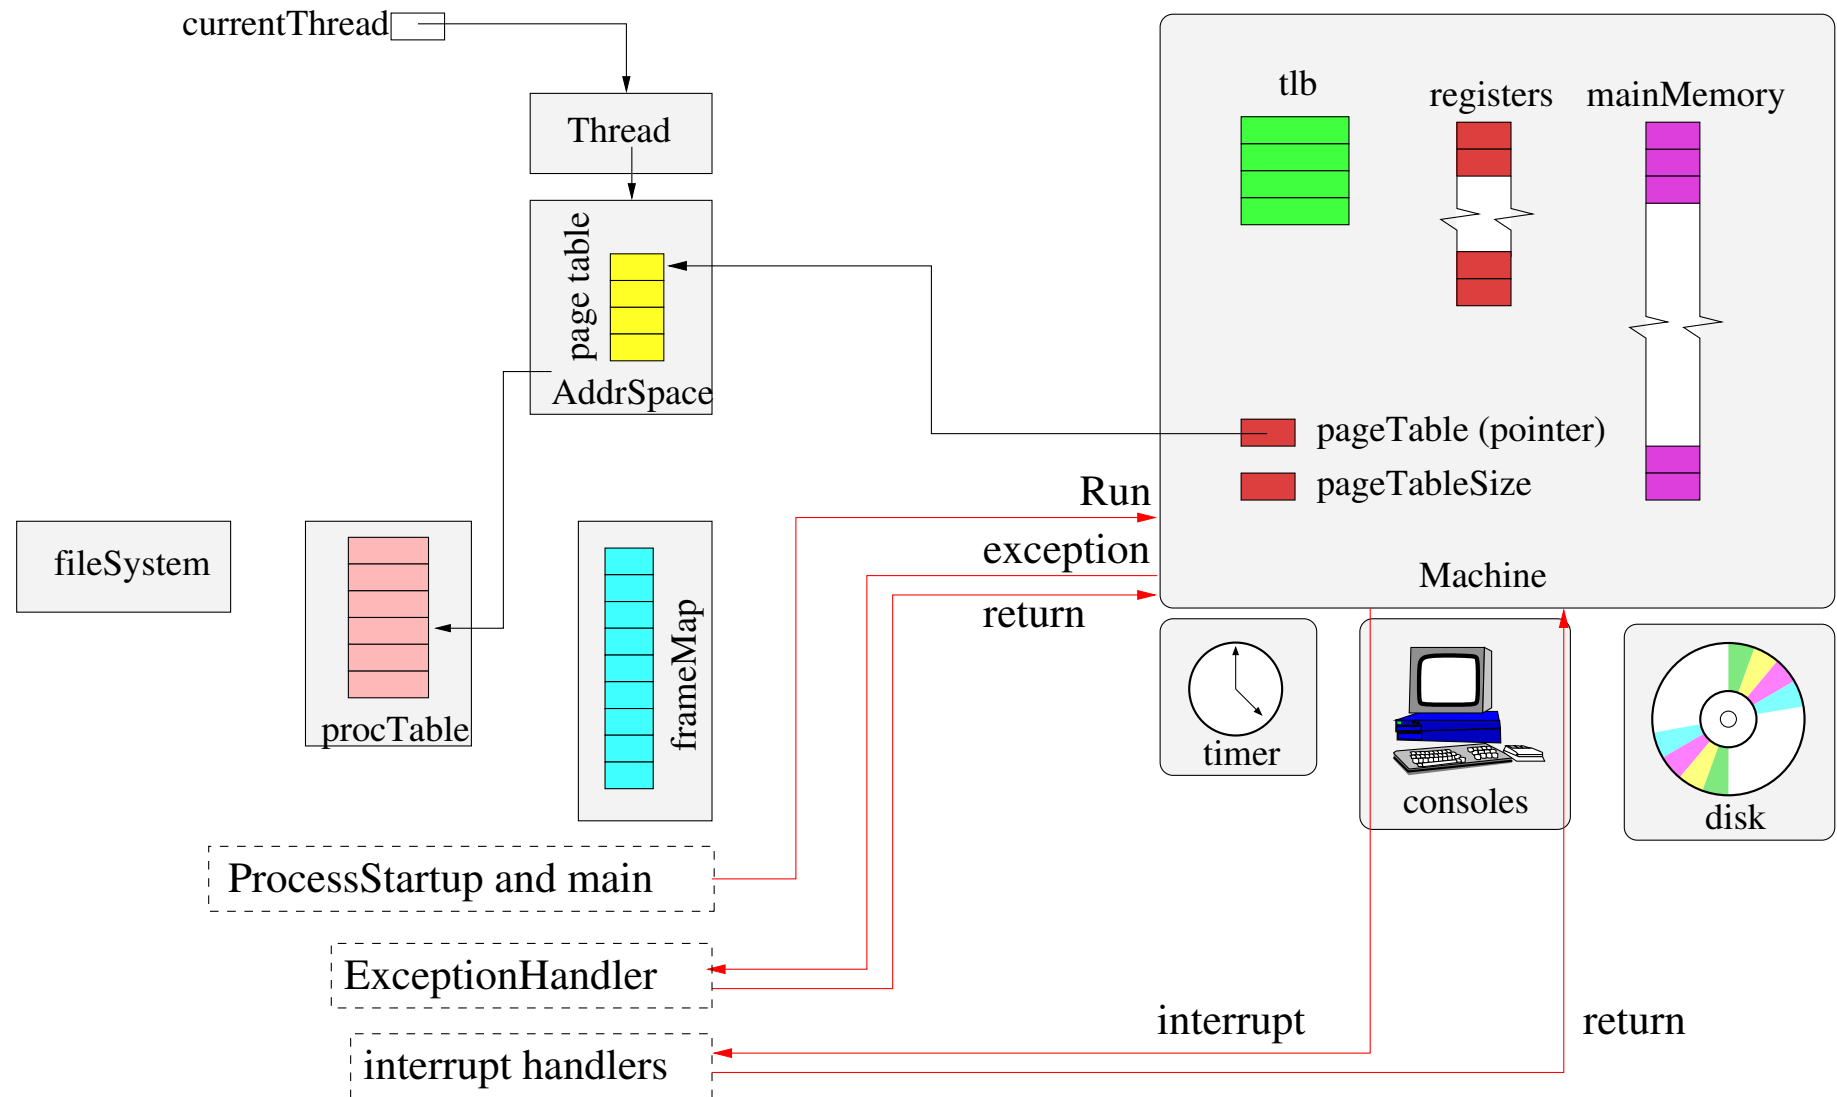 currentThread
Thread
page table
AddrSpace
tlb
registers
mainMemory
pageTable (pointer)
pageTableSize
Machine
Run
exception
return
fileSystem
procTable
frameMap
timer
consoles
disk
ProcessStartup and main
ExceptionHandler
interrupt handlers
interrupt
return